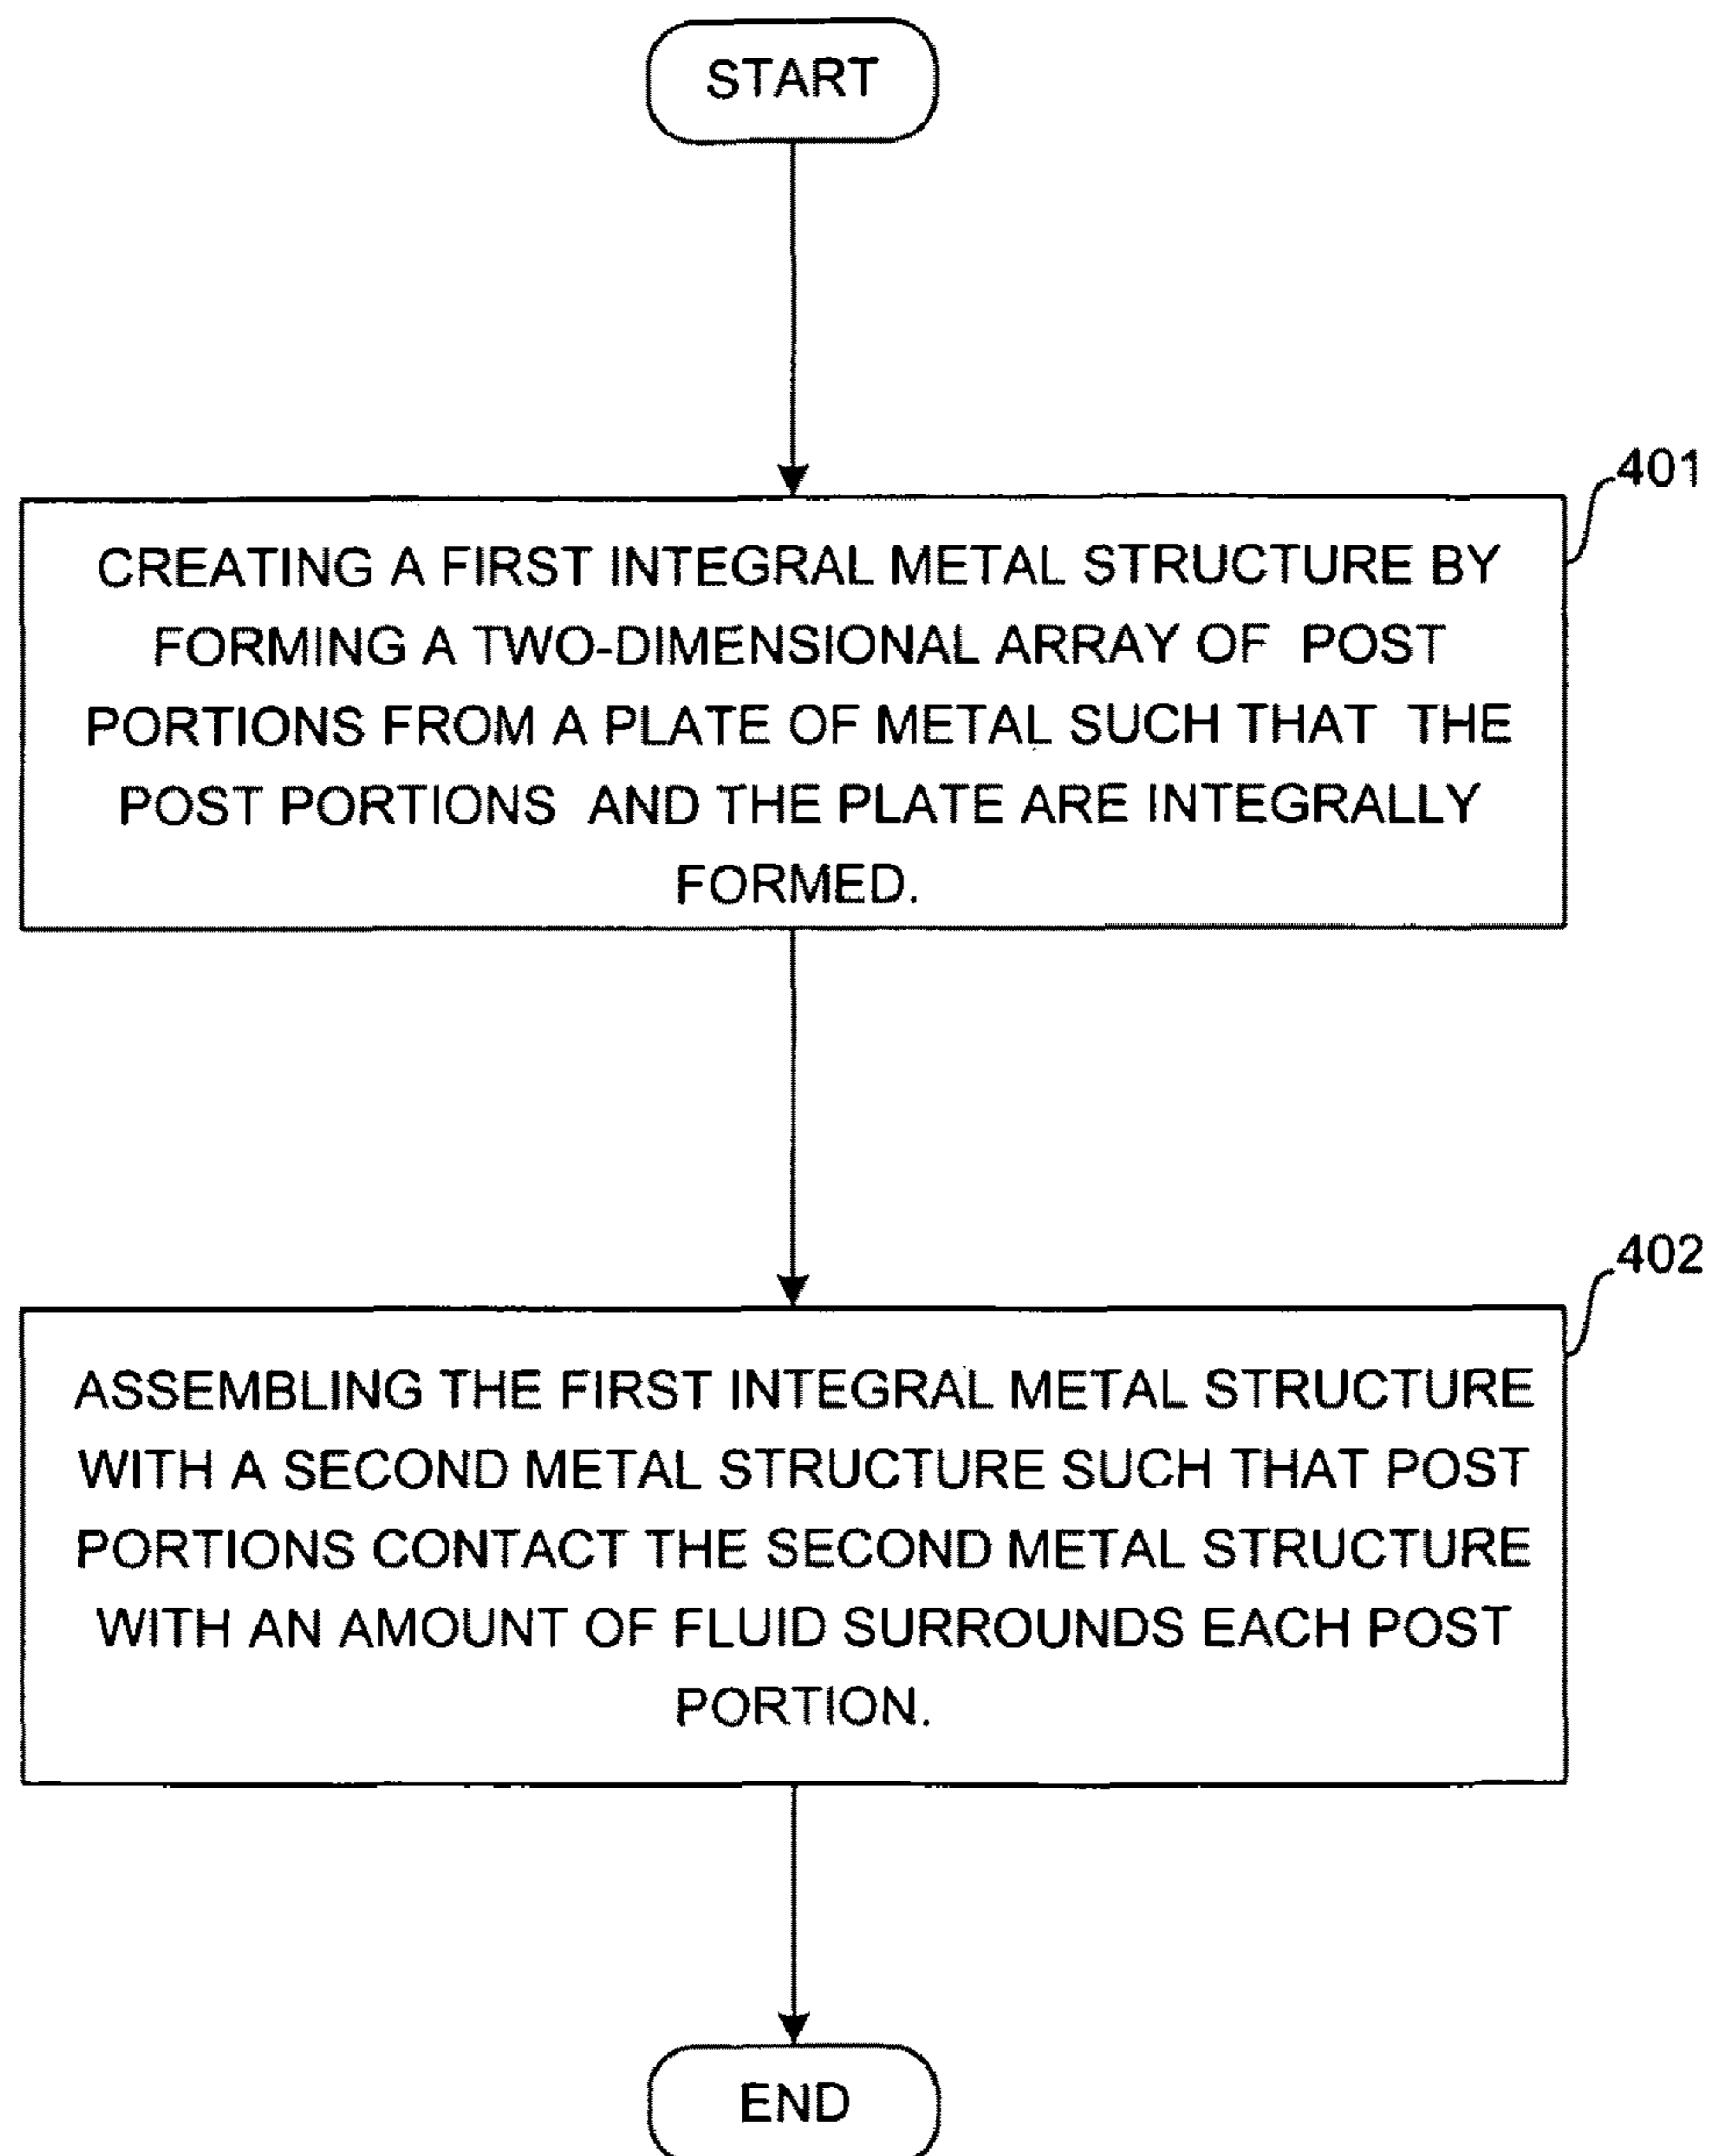 START
401
CREATING A FIRST INTEGRAL METAL STRUCTURE BY
FORMING A TWO-DIMENSIONAL ARRAY OF POST
PORTIONS FROM A PLATE OF METAL SUCH THAT THE
POST PORTIONS AND THE PLATE ARE INTEGRALLY
FORMED.
402
ASSEMBLING THE FIRST INTEGRAL METAL STRUCTURE
WITH A SECOND METAL STRUCTURE SUCH THAT POST
PORTIONS CONTACT THE SECOND METAL STRUCTURE
WITH AN AMOUNT OF FLUID SURROUNDS EACH POST
PORTION.
END